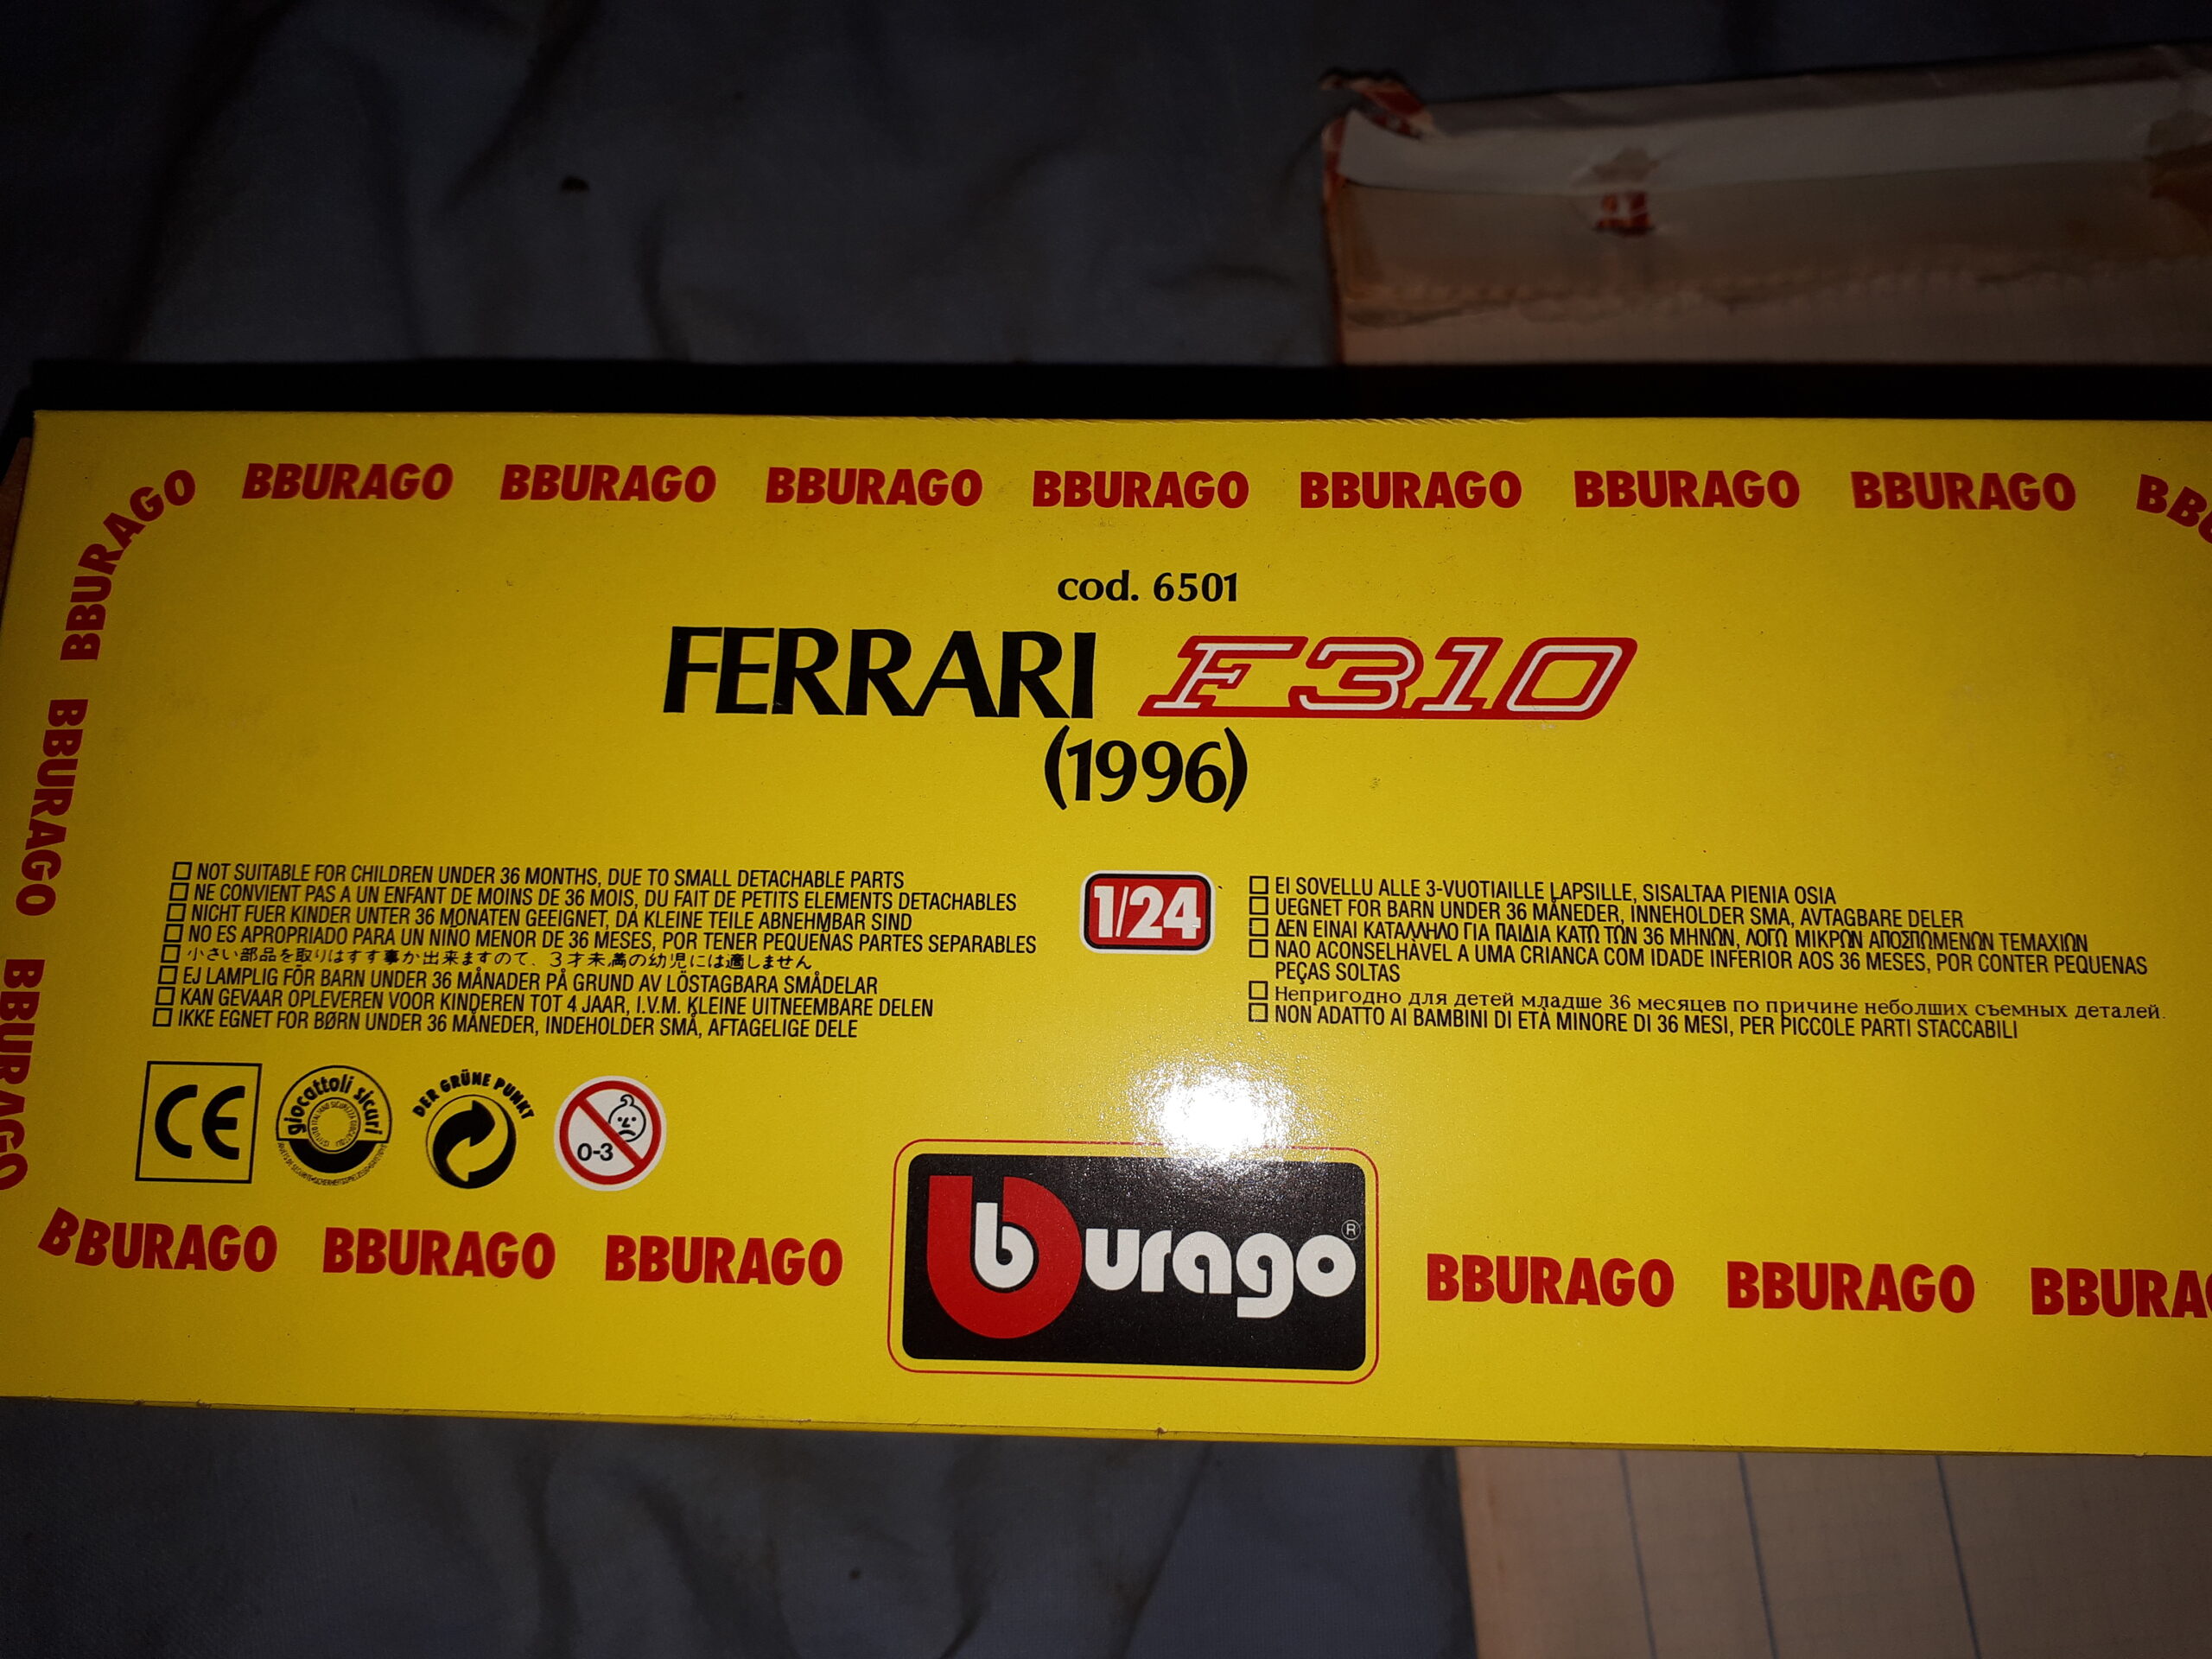 BBURAGO BBURAGO BBURAGO BBURAGO BBURAGO BBURAGO BBURAGO BBURAGO
BBURAGO
BBURAGO
cod. 6501
FERRARI F310
(1996)
☐ NOT SUITABLE FOR CHILDREN UNDER 36 MONTHS, DUE TO SMALL DETACHABLE PARTS
☐ NE CONVIENT PAS A UN ENFANT DE MOINS DE 36 MOIS, DU FAIT DE PETITS ELEMENTS DETACHABLES
☐ NICHT FUER KINDER UNTER 36 MONATEN GEEIGNET, DA KLEINE TEILE ABNEHMBAR SIND
☐ NO ES APROPRIADO PARA UN NIÑO MENOR DE 36 MESES, POR TENER PEQUEÑAS PARTES SEPARABLES
☐ 小さい部品を取りはすす事か出来ますので、3才未満の幼児には適しません
☐ EJ LAMPLIG FÖR BARN UNDER 36 MÅNADER PÅ GRUND AV LÖSTAGBARA SMÅDELAR
☐ KAN GEVAAR OPLEVEREN VOOR KINDEREN TOT 4 JAAR, I.V.M. KLEINE UITNEEMBARE DELEN
☐ IKKE EGNET FOR BØRN UNDER 36 MÅNEDER, INDEHOLDER SMÅ, AFTAGELIGE DELE
1/24
☐ EI SOVELLU ALLE 3-VUOTIAILLE LAPSILLE, SISALTAA PIENIA OSIA
☐ UEGNET FOR BARN UNDER 36 MÅNEDER, INNEHOLDER SMA, AVTAGBARE DELER
☐ ΔΕΝ ΕΙΝΑΙ ΚΑΤΑΛΛΗΛΟ ΓΙΑ ΠΑΙΔΙΑ ΚΑΤΩ ΤΩΝ 36 ΜΗΝΩΝ, ΛΟΓΩ ΜΙΚΡΩΝ ΑΠΟΣΠΩΜΕΝΩΝ ΤΕΜΑΧΙΩΝ
☐ NAO ACONSELHÀVEL A UMA CRIANCA COM IDADE INFERIOR AOS 36 MESES, POR CONTER PEQUENAS
PEÇAS SOLTAS
☐ Непригодно для детей младше 36 месяцев по причине неболших съемных деталей.
☐ NON ADATTO AI BAMBINI DI ETÀ MINORE DI 36 MESI, PER PICCOLE PARTI STACCABILI
CE
giocattoli sicuri
DER GRÜNE PUNKT
0-3
BBURAGO
BBURAGO BBURAGO BBURAGO
bburago ®
BBURAGO BBURAGO BBURAGO